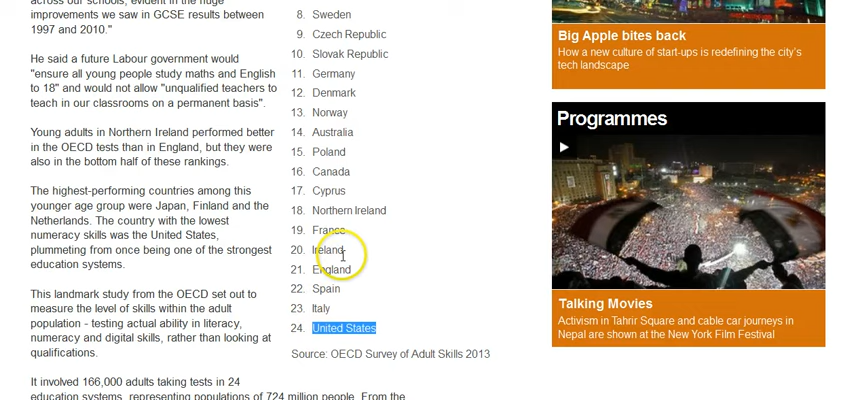 across our schools, evident in the huge
improvements we saw in GCSE results between
1997 and 2010."
He said a future Labour government would
"ensure all young people study maths and English
to 18" and would not allow "unqualified teachers to
teach in our classrooms on a permanent basis".
Young adults in Northern Ireland performed better
in the OECD tests than in England, but they were
also in the bottom half of these rankings.
The highest-performing countries among this
younger age group were Japan, Finland and the
Netherlands. The country with the lowest
numeracy skills was the United States,
plummeting from once being one of the strongest
education systems.
This landmark study from the OECD set out to
measure the level of skills within the adult
population - testing actual ability in literacy,
numeracy and digital skills, rather than looking at
qualifications.
It involved 166,000 adults taking tests in 24
education systems, representing populations of 724 million people. From the
8. Sweden
9. Czech Republic
10. Slovak Republic
11. Germany
12. Denmark
13. Norway
14. Australia
15. Poland
16. Canada
17. Cyprus
18. Northern Ireland
19. France
20. Ireland
21. England
22. Spain
23. Italy
24. United States
Source: OECD Survey of Adult Skills 2013
Big Apple bites back
How a new culture of start-ups is redefining the city's
tech landscape
Programmes
Talking Movies
Activism in Tahrir Square and cable car journeys in
Nepal are shown at the New York Film Festival